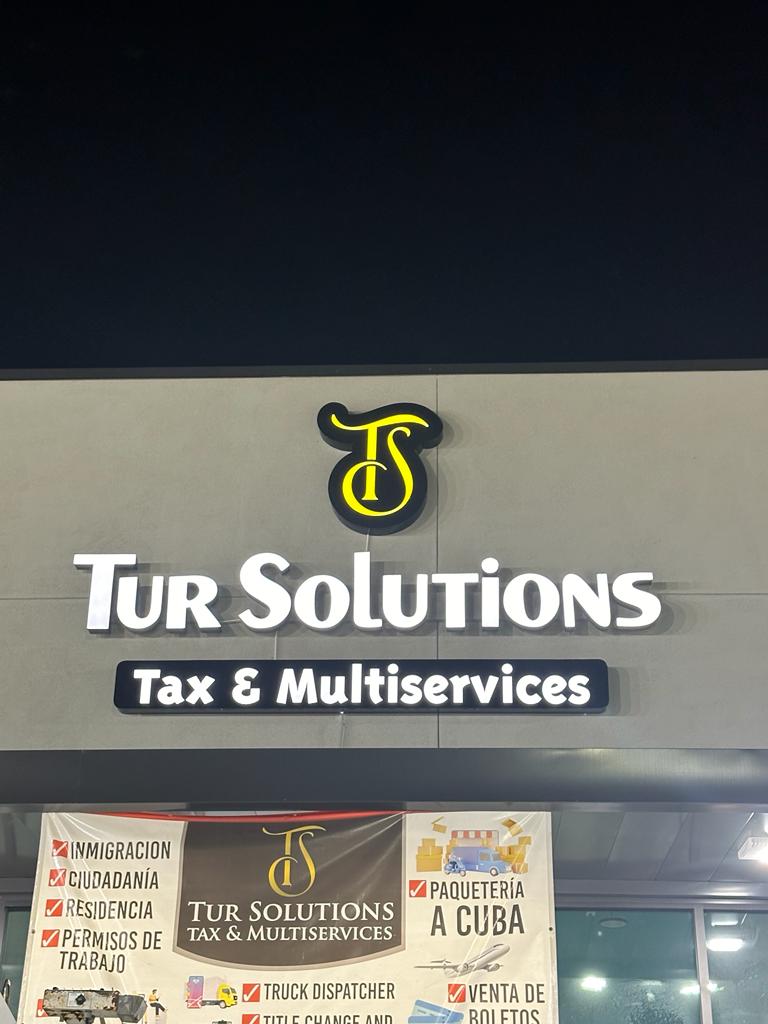 TS
TUR SOLUTIONS
Tax & Multiservices
INMIGRACION
CIUDADANÍA
RESIDENCIA
PERMISOS DE
TRABAJO
TS
TUR SOLUTIONS
TAX & MULTISERVICES
TRUCK DISPATCHER
TITLE CHANGE AND
PAQUETERÍA
A CUBA
VENTA DE
BOLETOS